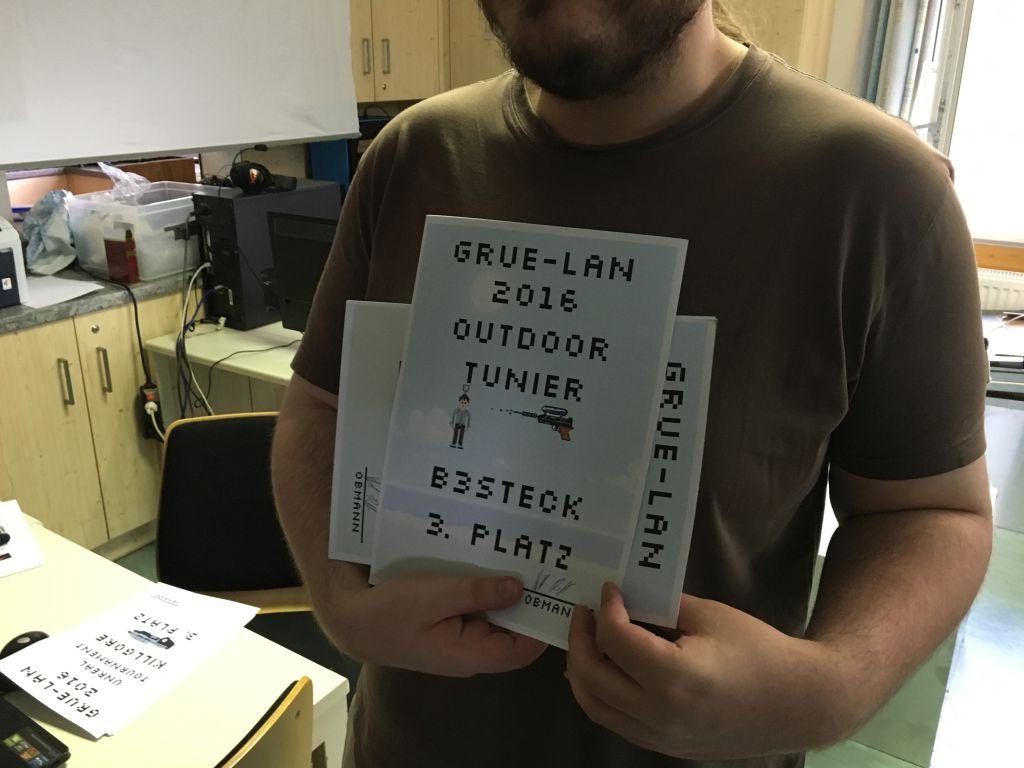 GRUE-LAN
2016
OUTDOOR
TUNIER
B3STECK
3. PLATZ
OBMANN
GRUE-LAN
OBMANN
GRUE-LAN
2016
UNREAL
TOURNAMENT
KILLGORE
3. PLATZ